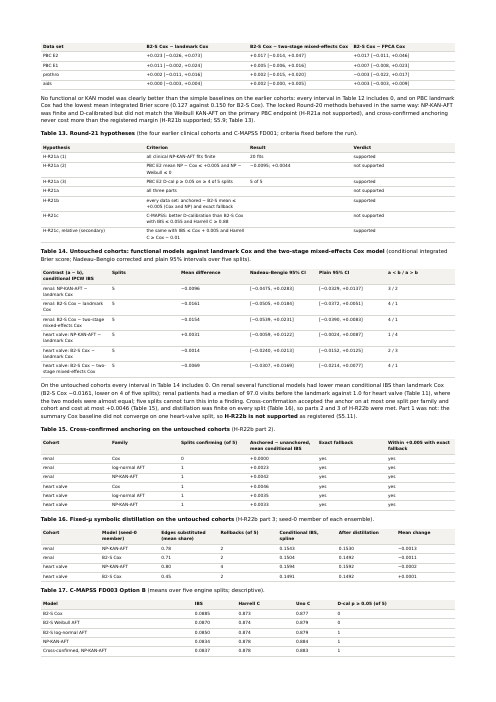 Data set B2-S Cox − landmark Cox B2-S Cox − two-stage mixed-effects Cox B2-S Cox − FPCA Cox
PBC E2 +0.023 [−0.026, +0.073] +0.017 [−0.014, +0.047] +0.017 [−0.011, +0.046]
PBC E1 +0.011 [−0.002, +0.024] +0.005 [−0.006, +0.016] +0.007 [−0.003, +0.016]
prothro +0.002 [−0.011, +0.016] +0.002 [−0.015, +0.020] −0.003 [−0.022, +0.017]
aids +0.000 [−0.003, +0.004] +0.002 [−0.002, +0.005] +0.003 [−0.003, +0.009]
No functional or KAN model was clearly better than the simple baselines on the earlier cohorts: every interval in Table 12 includes 0, and on PBC landmark
Cox had the lowest mean integrated Brier score (0.127 against 0.150 for B2-S Cox). The locked Round-20 methods behaved in the same way: NP-KAN-AFT
was finite and D-calibrated but did not match the Weibull KAN-AFT on the primary PBC endpoint (H-R21a not supported), and cross-confirmed anchoring
never cost more than the registered margin (H-R21b supported; S5.9; Table 13).
Table 13. Round-21 hypotheses (the four earlier clinical cohorts and C-MAPSS FD001; criteria fixed before the run).
Hypothesis Criterion Result Verdict
H-R21a (1) all clinical NP-KAN-AFT fits finite 20 fits supported
H-R21a (2) PBC E2 mean NP − Cox ≤ +0.005 and NP − −0.0095; +0.0044 not supported
Weibull ≤ 0
H-R21a (3) PBC E2 D-cal p ≥ 0.05 on ≥ 4 of 5 splits 5 of 5 supported
H-R21a all three parts not supported
H-R21b every data set: anchored − B2-S mean ≤ supported
+0.005 (Cox and NP) and exact fallback
H-R21c C-MAPSS: better D-calibration than B2-S Cox not supported
with IBS ≤ 0.055 and Harrell C ≥ 0.88
H-R21c, relative (secondary) the same with IBS ≤ Cox + 0.005 and Harrell supported
C ≥ Cox − 0.01
Table 14. Untouched cohorts: functional models against landmark Cox and the two-stage mixed-effects Cox model (conditional integrated
Brier score; Nadeau-Bengio corrected and plain 95% intervals over five splits).
Contrast (a − b), Splits Mean difference Nadeau-Bengio 95% CI Plain 95% CI a < b / a > b
conditional IPCW IBS
renal: NP-KAN-AFT − 5 −0.0096 [−0.0475, +0.0283] [−0.0329, +0.0137] 3 / 2
landmark Cox
renal: B2-S Cox − landmark 5 −0.0161 [−0.0505, +0.0184] [−0.0372, +0.0051] 4 / 1
Cox
renal: B2-S Cox − two-stage 5 −0.0154 [−0.0539, +0.0231] [−0.0390, +0.0083] 4 / 1
mixed-effects Cox
heart valve: NP-KAN-AFT − 5 +0.0031 [−0.0059, +0.0122] [−0.0024, +0.0087] 1 / 4
landmark Cox
heart valve: B2-S Cox − 5 −0.0014 [−0.0240, +0.0213] [−0.0152, +0.0125] 2 / 3
landmark Cox
heart valve: B2-S Cox − two- 5 −0.0069 [−0.0307, +0.0169] [−0.0214, +0.0077] 4 / 1
stage mixed-effects Cox
On the untouched cohorts every interval in Table 14 includes 0. On renal several functional models had lower mean conditional IBS than landmark Cox
(B2-S Cox −0.0161, lower on 4 of five splits); renal patients had a median of 97.0 visits before the landmark against 1.0 for heart valve (Table 11), where
the two models were almost equal; five splits cannot turn this into a finding. Cross-confirmation accepted the anchor on at most one split per family and
cohort and cost at most +0.0046 (Table 15), and distillation was finite on every split (Table 16), so parts 2 and 3 of H-R22b were met. Part 1 was not: the
summary Cox baseline did not converge on one heart-valve split, so H-R22b is not supported as registered (S5.11).
Table 15. Cross-confirmed anchoring on the untouched cohorts (H-R22b part 2).
Cohort Family Splits confirming (of 5) Anchored − unanchored, Exact fallback Within +0.005 with exact
mean conditional IBS fallback
renal Cox 0 +0.0000 yes yes
renal log-normal AFT 1 +0.0023 yes yes
renal NP-KAN-AFT 1 +0.0042 yes yes
heart valve Cox 1 +0.0046 yes yes
heart valve log-normal AFT 1 +0.0035 yes yes
heart valve NP-KAN-AFT 1 +0.0033 yes yes
Table 16. Fixed-μ symbolic distillation on the untouched cohorts (H-R22b part 3; seed-0 member of each ensemble).
Cohort Model (seed-0 Edges substituted Rollbacks (of 5) Conditional IBS, After distillation Mean change
member) (mean share) spline
renal NP-KAN-AFT 0.78 2 0.1543 0.1530 −0.0013
renal B2-S Cox 0.71 2 0.1504 0.1492 −0.0011
heart valve NP-KAN-AFT 0.80 4 0.1594 0.1592 −0.0002
heart valve B2-S Cox 0.45 2 0.1491 0.1492 +0.0001
Table 17. C-MAPSS FD003 Option B (means over five engine splits; descriptive).
Model IBS Harrell C Uno C D-cal p ≥ 0.05 (of 5)
B2-S Cox 0.0885 0.873 0.877 0
B2-S Weibull AFT 0.0870 0.874 0.879 0
B2-S log-normal AFT 0.0850 0.874 0.879 1
NP-KAN-AFT 0.0834 0.878 0.884 1
Cross-confirmed, NP-KAN-AFT 0.0837 0.878 0.883 1